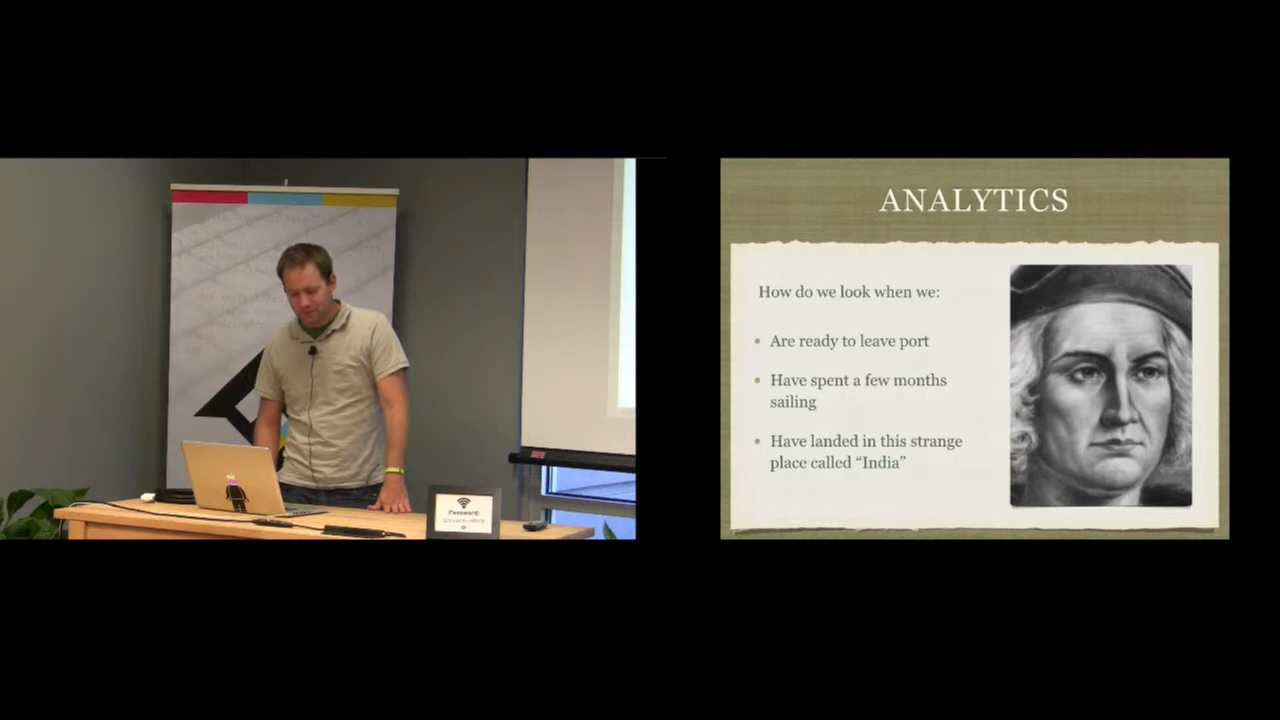 ANALYTICS
How do we look when we:
• Are ready to leave port
• Have spent a few months
sailing
• Have landed in this strange
place called “India”
Password: